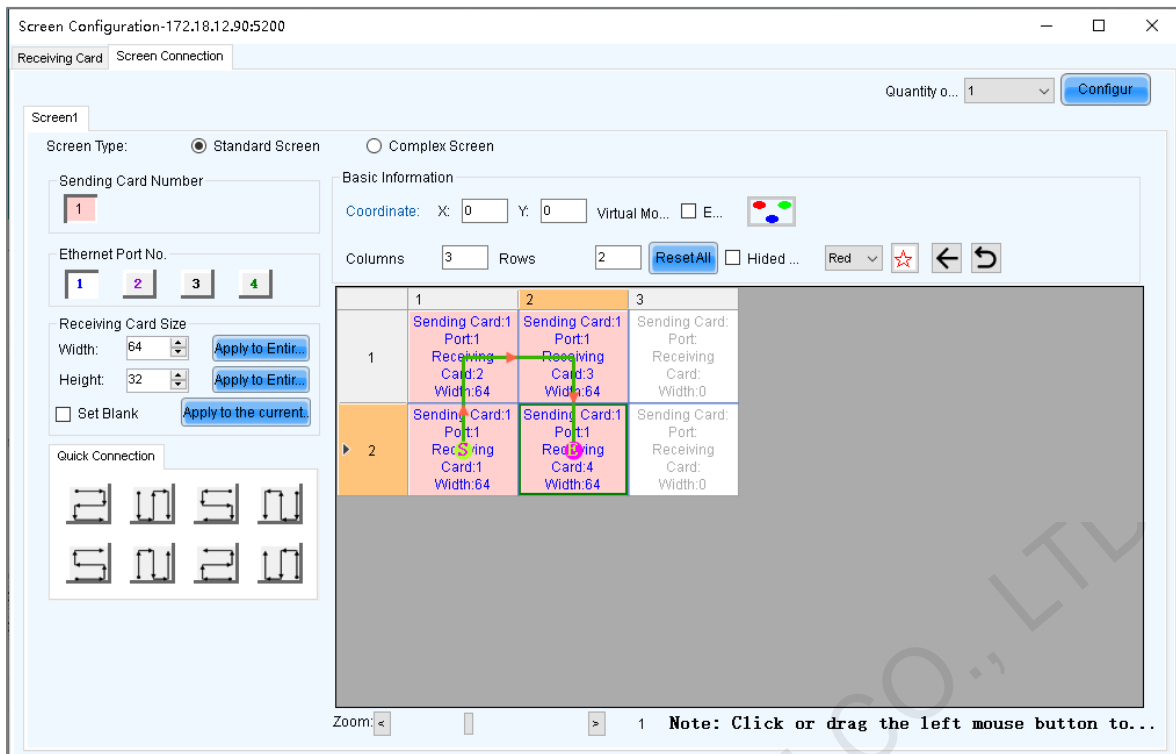 Screen Configuration-172.18.12.90:5200
Receiving Card Screen Connection
Quantity o... 1 Configur
Screen1
Screen Type: Standard Screen Complex Screen
Sending Card Number
1
Basic Information
Coordinate: X: 0 Y: 0 Virtual Mo... E...
Ethernet Port No.
1 2 3 4
Columns 3 Rows 2 ResetAll Hided ... Red
Receiving Card Size
Width: 64 Apply to Entir...
Height: 32 Apply to Entir...
Set Blank Apply to the current..
Quick Connection
1 2 3
1
Sending Card:1
Port:1
Receiving
Card:2
Width:64
Sending Card:1
Port:1
Receiving
Card:3
Width:64
Sending Card:
Port:
Receiving
Card:
Width:0
2
Sending Card:1
Port:1
Receiving
Card:1
Width:64
S
Sending Card:1
Port:1
Receiving
Card:4
Width:64
E
Sending Card:
Port:
Receiving
Card:
Width:0
Zoom: < > 1 Note: Click or drag the left mouse button to...
CO., LTD